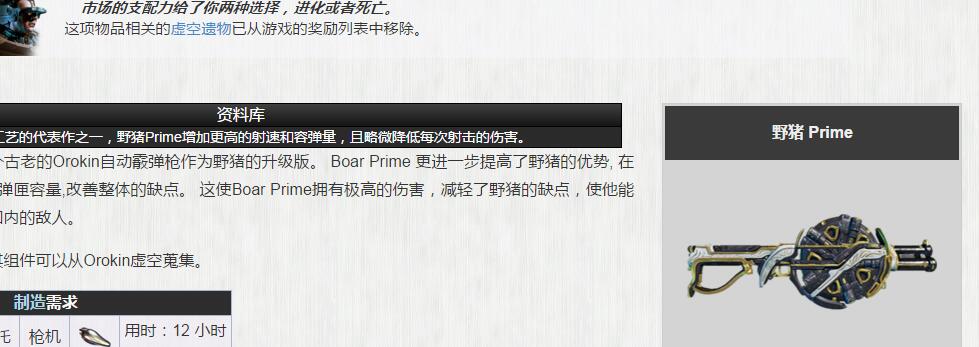 市场的支配力给了你两种选择，进化或者死亡。
这项物品相关的虚空遗物已从游戏的奖励列表中移除。
资料库
工艺的代表作之一，野猪Prime增加更高的射速和容弹量，且略微降低每次射击的伤害。
古老的Orokin自动霰弹枪作为野猪的升级版。 Boar Prime 更进一步提高了野猪的优势, 在
弹匣容量,改善整体的缺点。 这使Boar Prime拥有极高的伤害，减轻了野猪的缺点，使他能
内的敌人。
组件可以从Orokin虚空蒐集。
制造需求
托 枪机 用时：12 小时
野猪 Prime